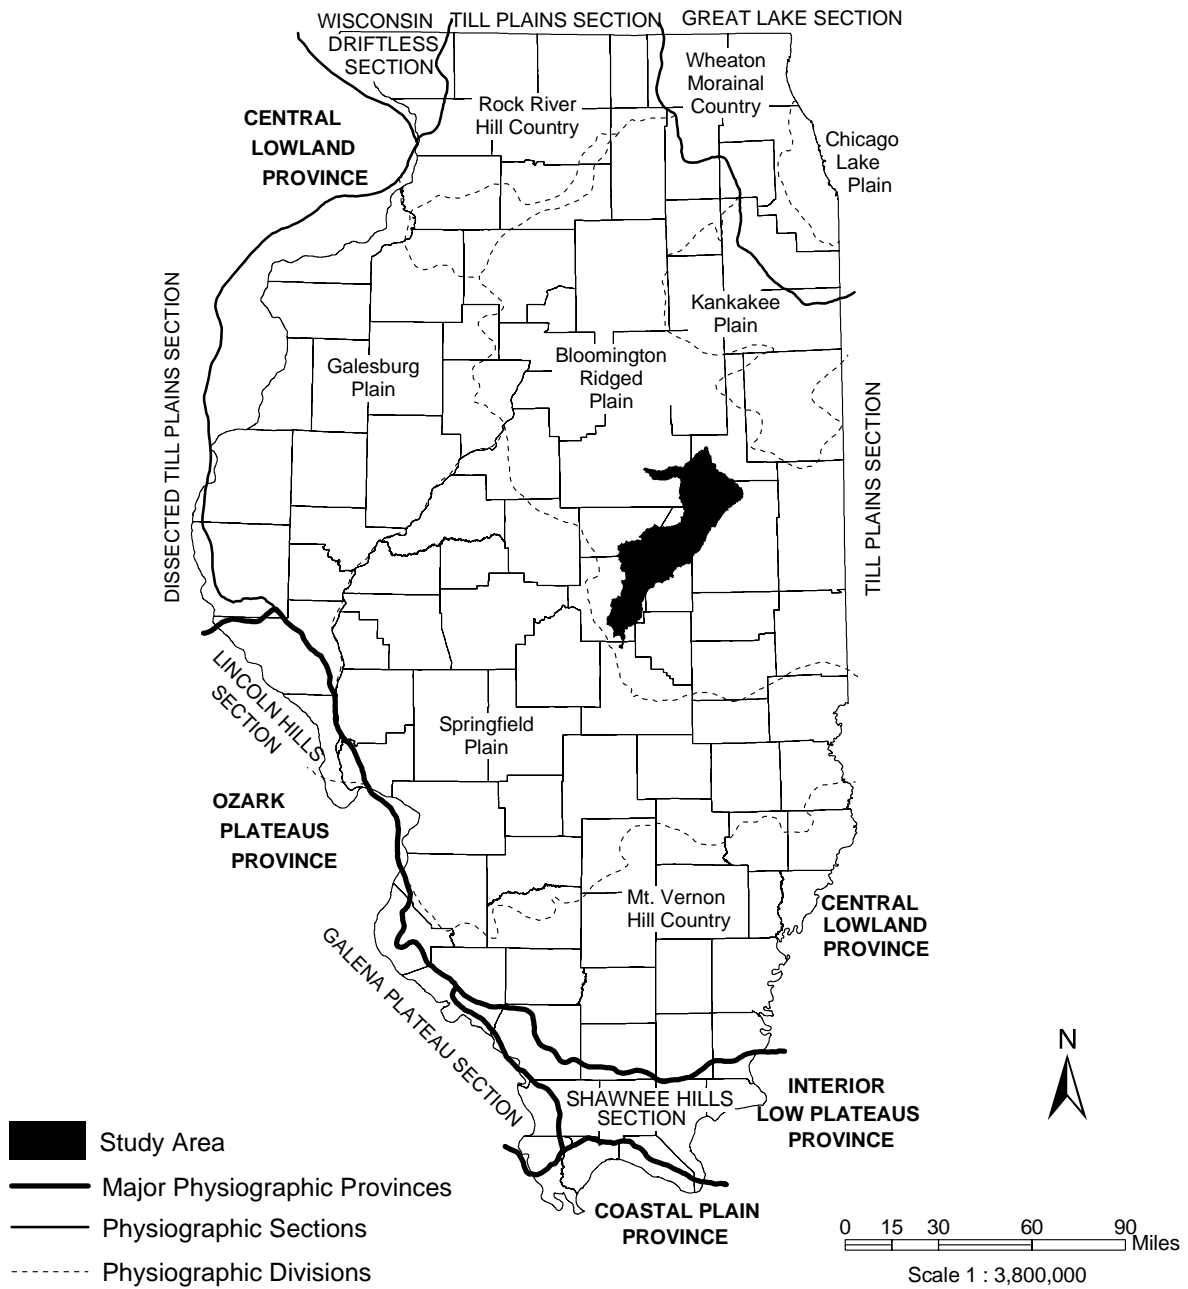 WISCONSIN
DRIFTLESS
SECTION
TILL PLAINS SECTION
GREAT LAKE SECTION
Wheaton
Morainal
Country
Rock River
Hill Country
CENTRAL
LOWLAND
PROVINCE
Chicago
Lake
Plain
DISSECTED TILL PLAINS SECTION
Kankakee
Plain
Galesburg
Plain
Bloomington
Ridged
Plain
TILL PLAINS SECTION
LINCOLN HILLS
SECTION
Springfield
Plain
OZARK
PLATEAUS
PROVINCE
Mt. Vernon
Hill Country
CENTRAL
LOWLAND
PROVINCE
GALENA PLATEAU SECTION
N
SHAWNEE HILLS
SECTION
INTERIOR
LOW PLATEAUS
PROVINCE
COASTAL PLAIN
PROVINCE
Study Area
Major Physiographic Provinces
Physiographic Sections
Physiographic Divisions
0 15 30 60 90
Miles
Scale 1 : 3,800,000